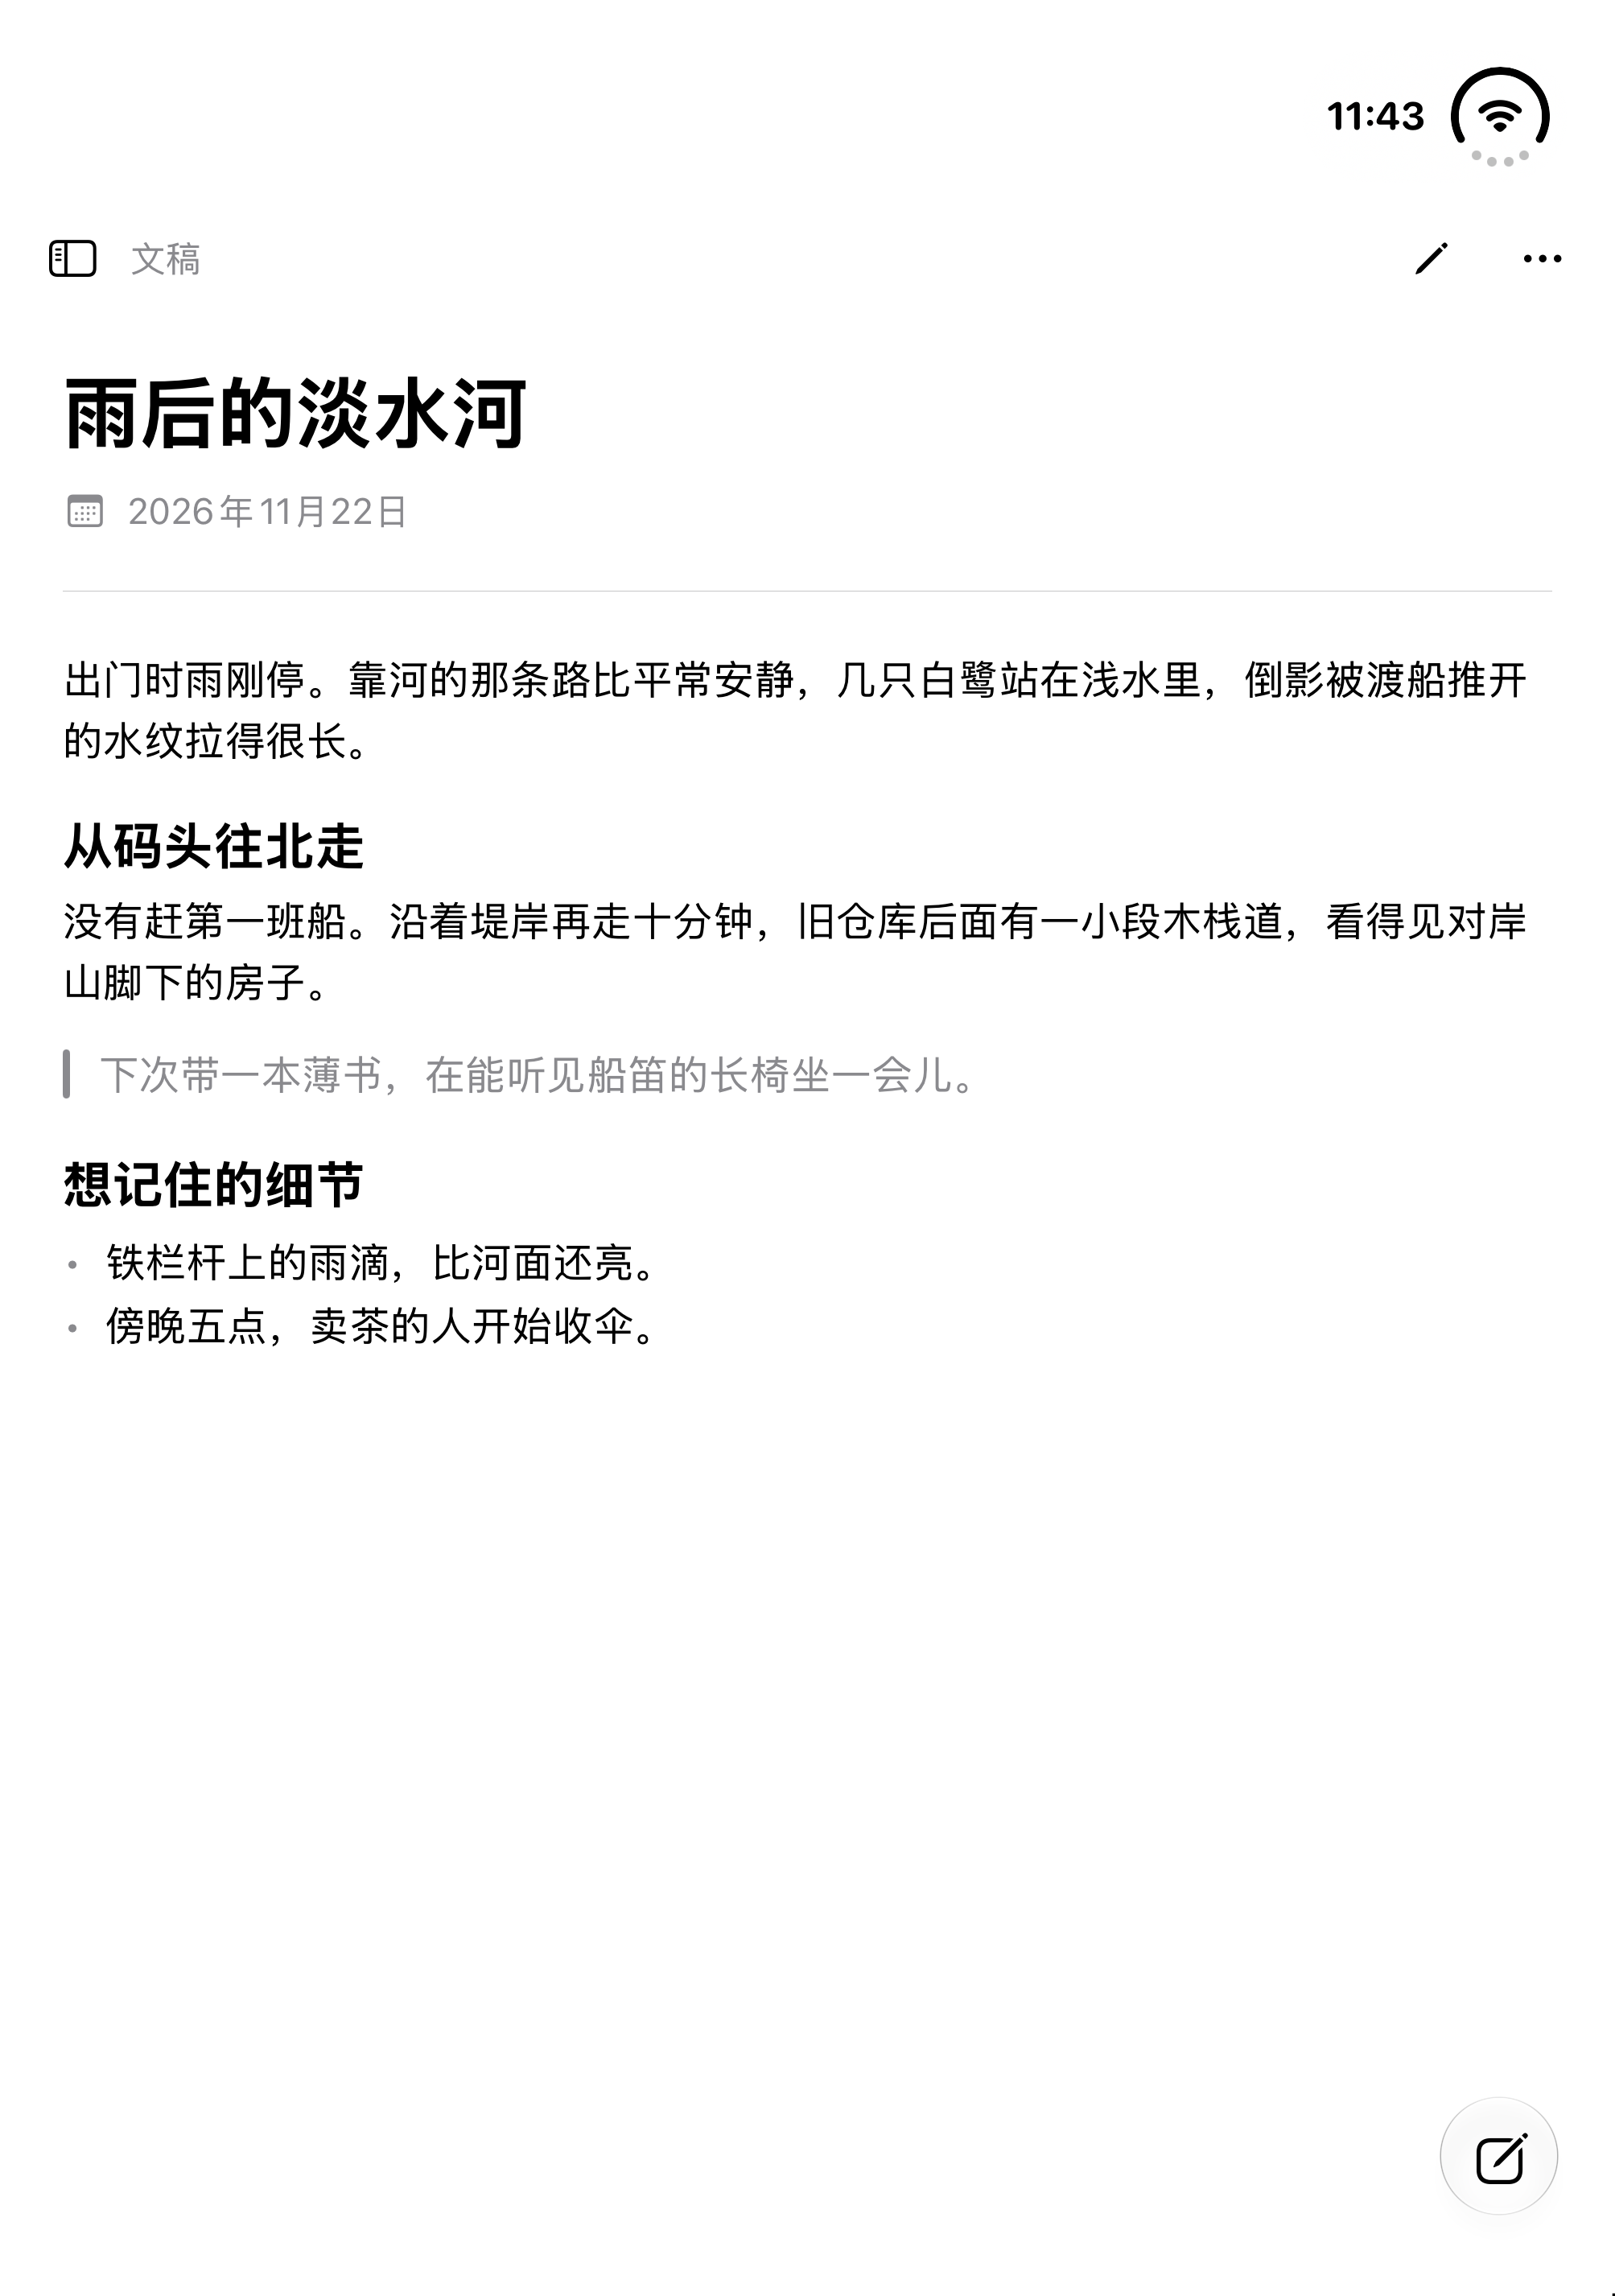 11:43
文稿
雨后的淡水河
2026年11月22日
出门时雨刚停。靠河的那条路比平常安静，几只白鹭站在浅水里，倒影被渡船推开
的水纹拉得很长。
从码头往北走
没有赶第一班船。沿着堤岸再走十分钟，旧仓库后面有一小段木栈道，看得见对岸
山脚下的房子。
下次带一本薄书，在能听见船笛的长椅坐一会儿。
想记住的细节
• 铁栏杆上的雨滴，比河面还亮。
• 傍晚五点，卖茶的人开始收伞。